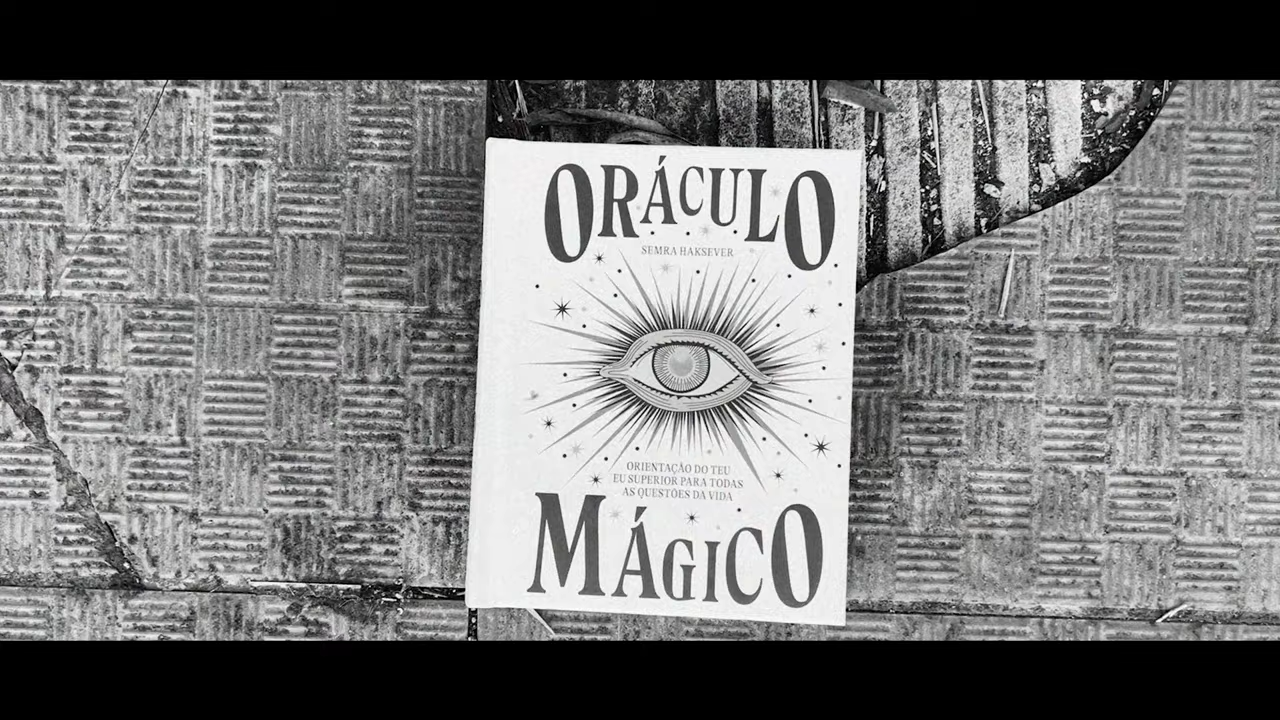 ORÁCULO
SEMRA HAKSEVER
ORIENTAÇÃO DO TEU
EU SUPERIOR PARA TODAS
AS QUESTÕES DA VIDA
MÁGICO